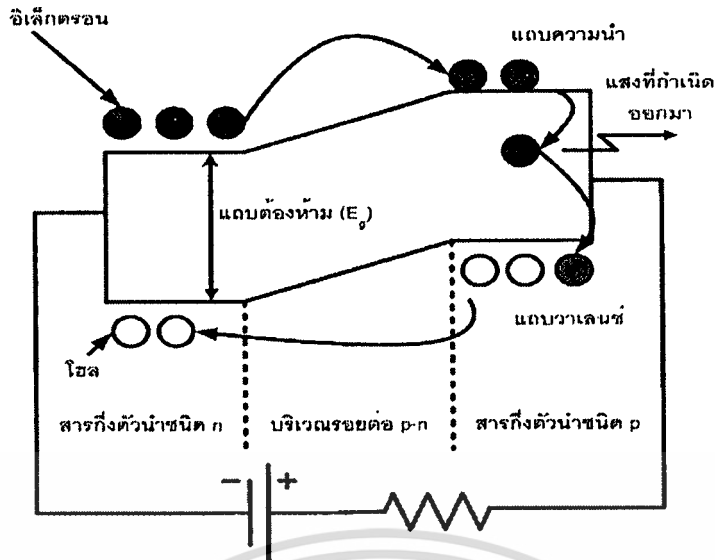 อิเล็กตรอน
แถบความนำ
แสงที่กำเนิด
ออกมา
แถบต้องห้าม (E_g)
แถบวาเลนซ์
โฮล
สารกึ่งตัวนำชนิด n
บริเวณรอยต่อ p-n
สารกึ่งตัวนำชนิด p
- +